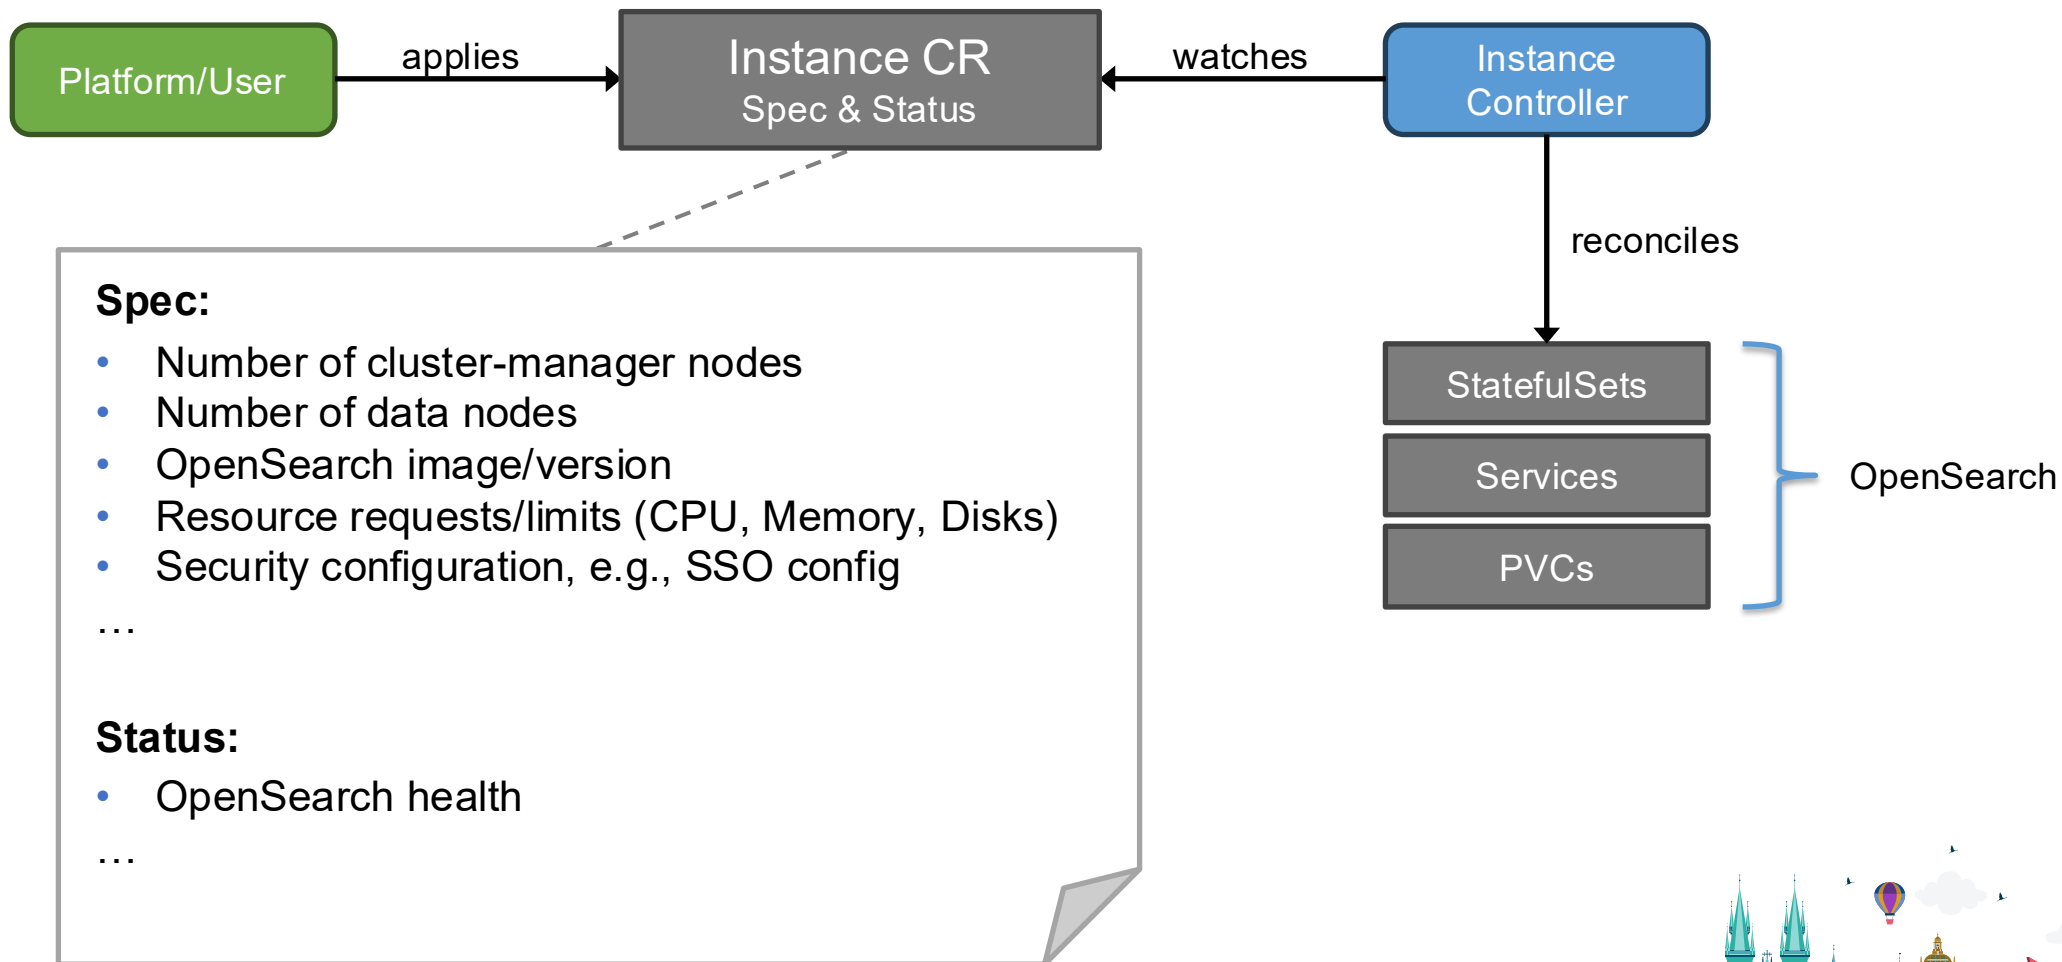 Platform/User
applies
Instance CR
Spec & Status
watches
Instance
Controller
reconciles
Spec:
• Number of cluster-manager nodes
• Number of data nodes
• OpenSearch image/version
• Resource requests/limits (CPU, Memory, Disks)
• Security configuration, e.g., SSO config
…
Status:
• OpenSearch health
…
StatefulSets
Services
PVCs
OpenSearch